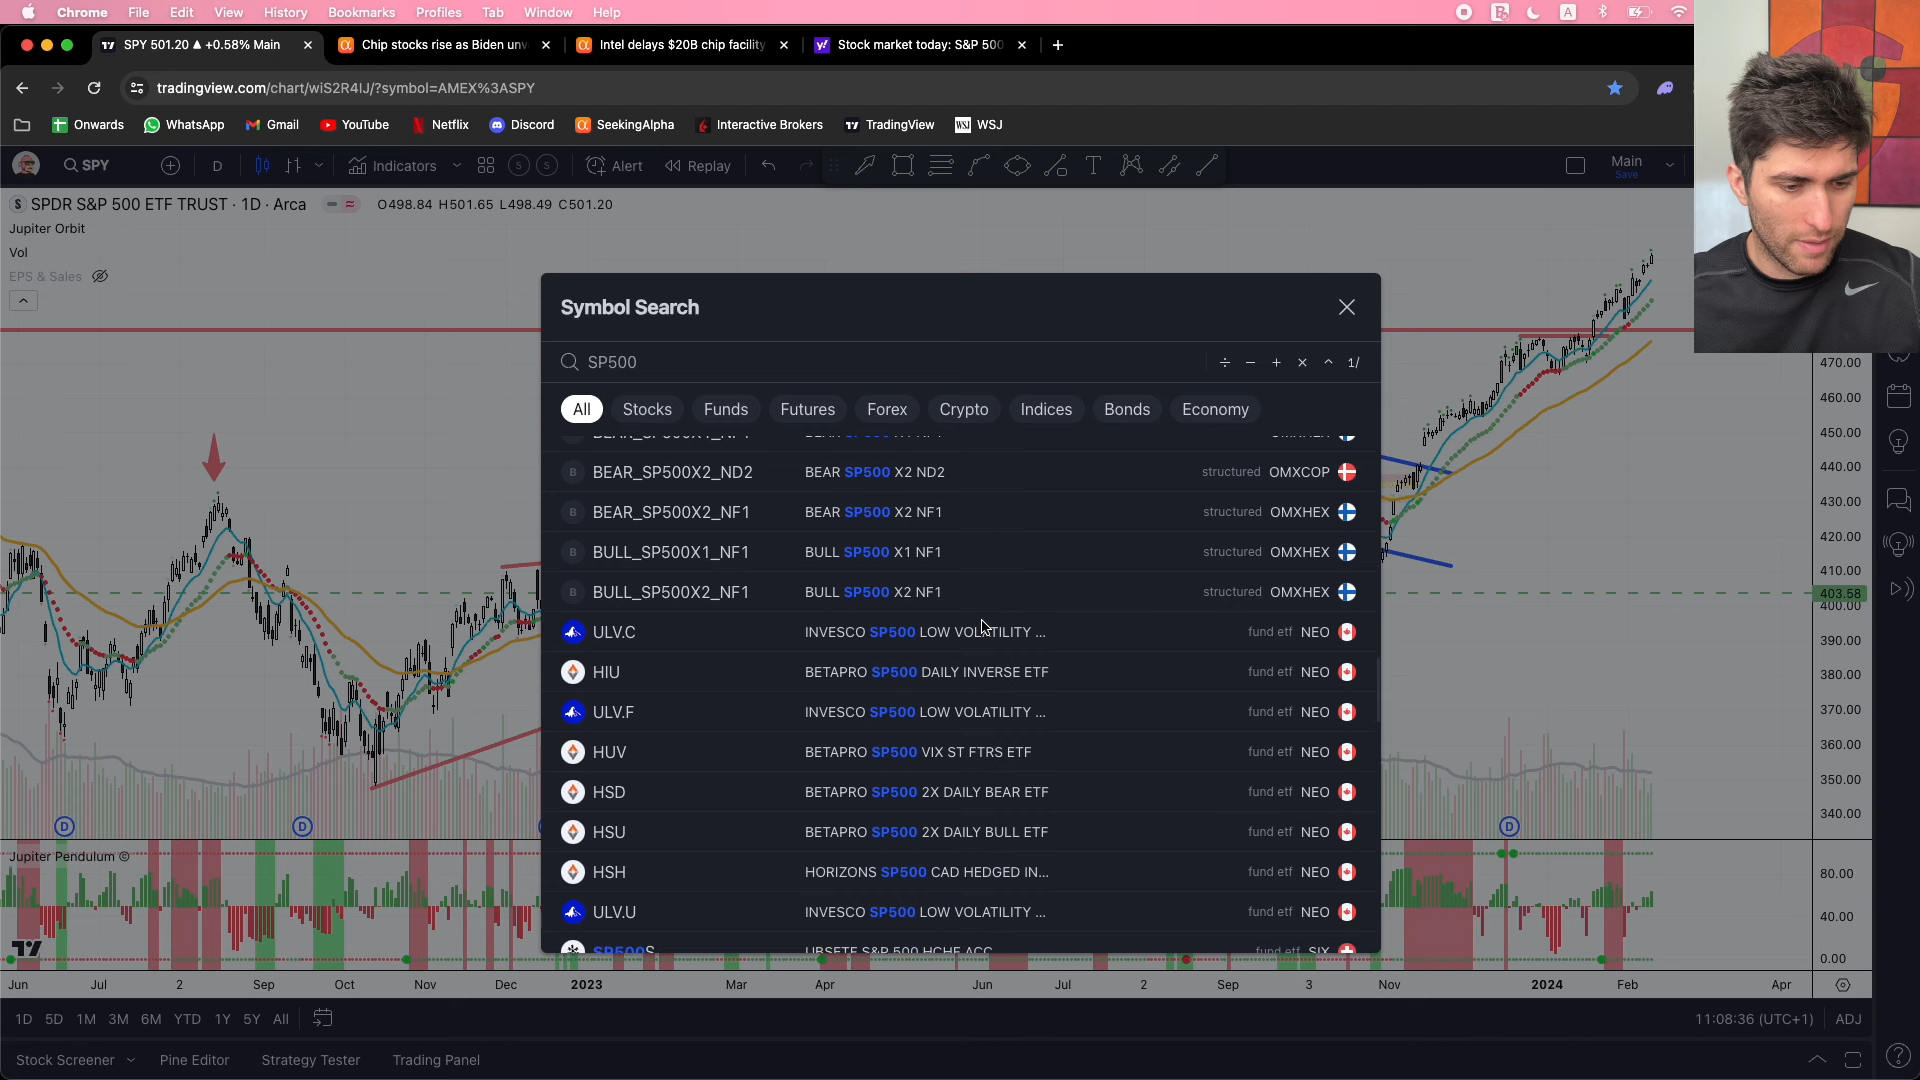 Chrome File Edit View History Bookmarks Profiles Tab Window Help
SPY 501.20 ▲ +0.58% Main
Chip stocks rise as Biden unv
Intel delays $20B chip facility
Stock market today: S&P 500
tradingview.com/chart/wiS2R4IJ/?symbol=AMEX%3ASPY
Onwards WhatsApp Gmail YouTube Netflix Discord SeekingAlpha Interactive Brokers TradingView WSJ
SPY D Indicators Alert Replay Main
Save
SPDR S&P 500 ETF TRUST · 1D · Arca O498.84 H501.65 L498.49 C501.20
Jupiter Orbit
Vol
EPS & Sales
Symbol Search
SP500
÷ − + × ^ 1/
All Stocks Funds Futures Forex Crypto Indices Bonds Economy
BEAR_SP500X2_ND2 BEAR SP500 X2 ND2 structured OMXCOP
BEAR_SP500X2_NF1 BEAR SP500 X2 NF1 structured OMXHEX
BULL_SP500X1_NF1 BULL SP500 X1 NF1 structured OMXHEX
BULL_SP500X2_NF1 BULL SP500 X2 NF1 structured OMXHEX
ULV.C INVESCO SP500 LOW VOLATILITY ... fund etf NEO
HIU BETAPRO SP500 DAILY INVERSE ETF fund etf NEO
ULV.F INVESCO SP500 LOW VOLATILITY ... fund etf NEO
HUV BETAPRO SP500 VIX ST FTRS ETF fund etf NEO
HSD BETAPRO SP500 2X DAILY BEAR ETF fund etf NEO
HSU BETAPRO SP500 2X DAILY BULL ETF fund etf NEO
HSH HORIZONS SP500 CAD HEDGED IN... fund etf NEO
ULV.U INVESCO SP500 LOW VOLATILITY ... fund etf NEO
SP500S UBSETF S&P 500 HCHF ACC fund etf SIX
470.00
460.00
450.00
440.00
430.00
420.00
410.00
403.58
400.00
390.00
380.00
370.00
360.00
350.00
340.00
D D D
Jupiter Pendulum
80.00
40.00
0.00
Jun Jul 2 Sep Oct Nov Dec 2023 Mar Apr Jun Jul 2 Sep 3 Nov 2024 Feb Apr
1D 5D 1M 3M 6M YTD 1Y 5Y All
11:08:36 (UTC+1) ADJ
Stock Screener Pine Editor Strategy Tester Trading Panel